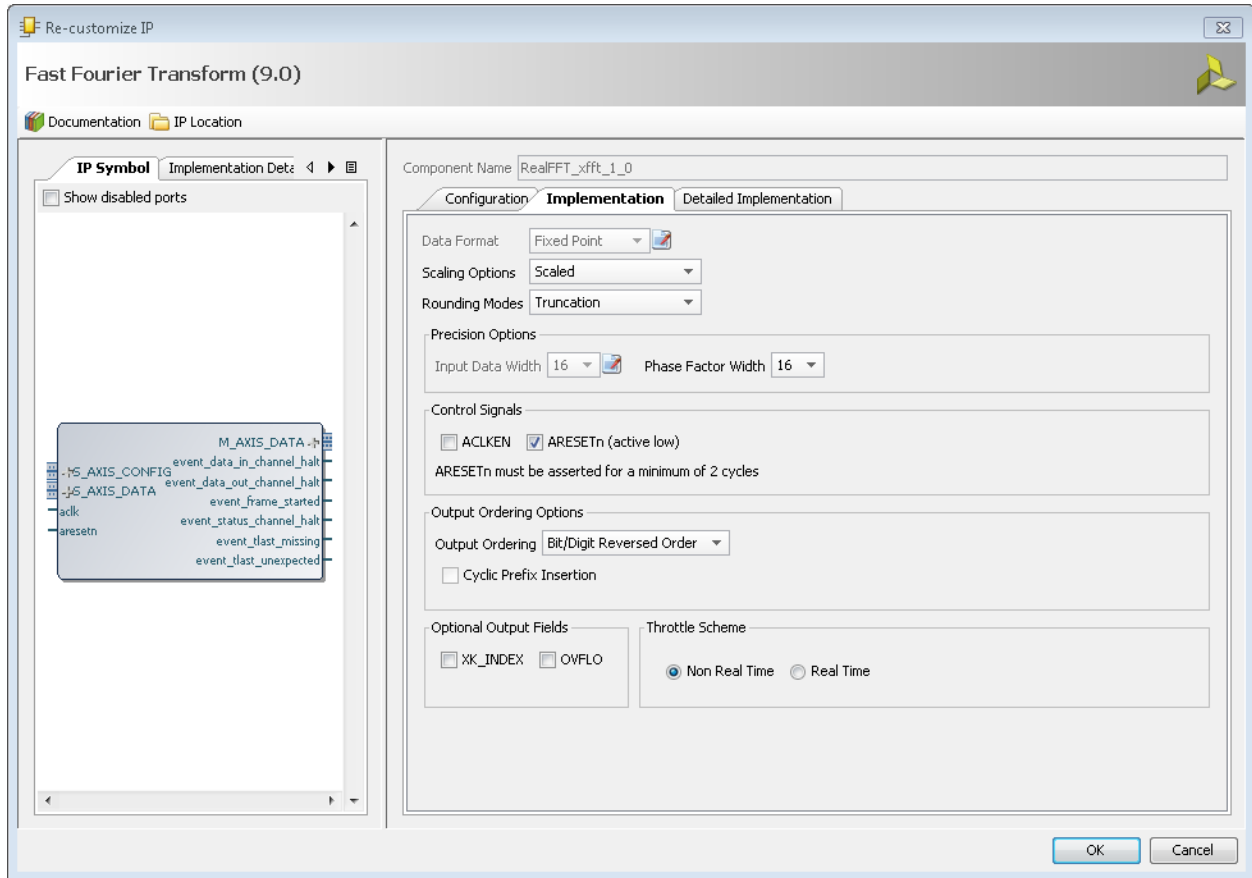 Re-customize IP
Fast Fourier Transform (9.0)
Documentation IP Location
IP Symbol Implementation Deta
Show disabled ports
M_AXIS_DATA
event_data_in_channel_halt
S_AXIS_CONFIG
event_data_out_channel_halt
S_AXIS_DATA
event_frame_started
aclk
event_status_channel_halt
aresetn
event_tlast_missing
event_tlast_unexpected
Component Name RealFFT_xfft_1_0
Configuration Implementation Detailed Implementation
Data Format Fixed Point
Scaling Options Scaled
Rounding Modes Truncation
Precision Options
Input Data Width 16 Phase Factor Width 16
Control Signals
ACLKEN ARESETn (active low)
ARESETn must be asserted for a minimum of 2 cycles
Output Ordering Options
Output Ordering Bit/Digit Reversed Order
Cyclic Prefix Insertion
Optional Output Fields
XK_INDEX OVFLO
Throttle Scheme
Non Real Time Real Time
OK Cancel